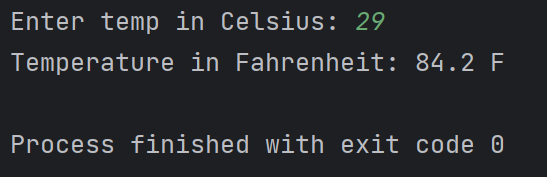 Enter temp in Celsius: 29
Temperature in Fahrenheit: 84.2 F
Process finished with exit code 0